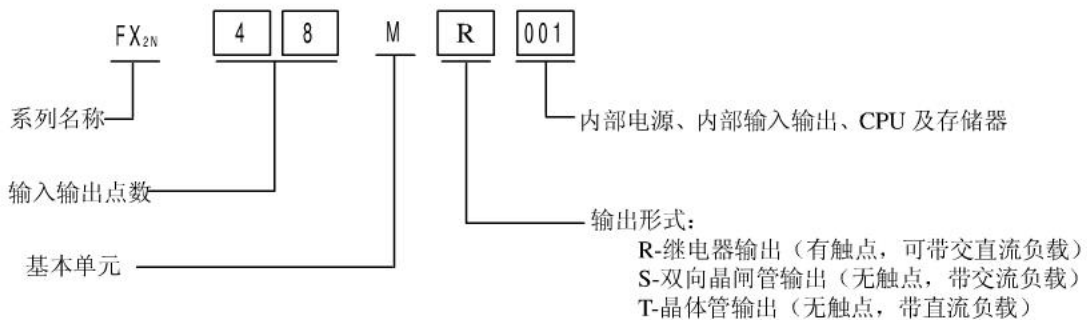 FX2N 4 8 M R 001
系列名称
内部电源、内部输入输出、CPU 及存储器
输入输出点数
输出形式：
R-继电器输出（有触点，可带交直流负载）
基本单元
S-双向晶闸管输出（无触点，带交流负载）
T-晶体管输出（无触点，带直流负载）